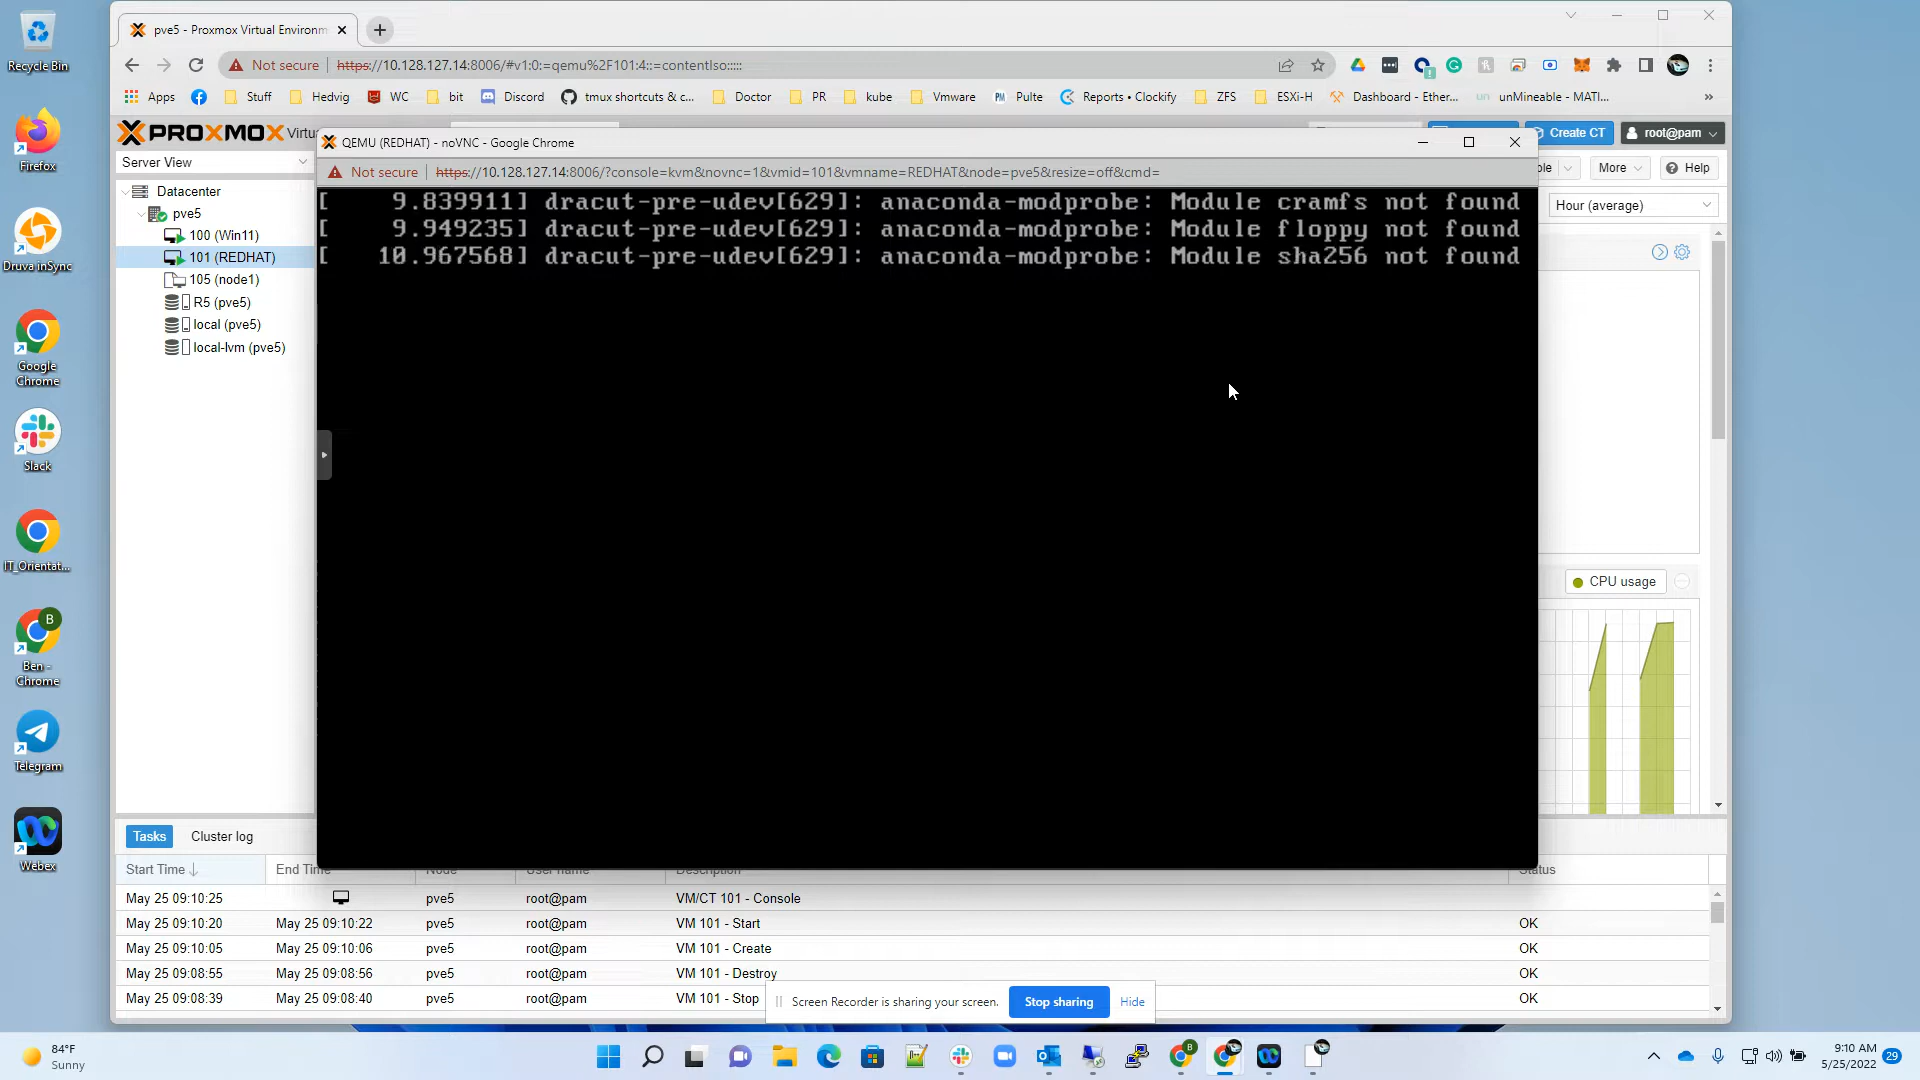 Recycle Bin
Firefox
Druva inSync
Google
Chrome
Slack
IT_Orientat...
B
Ben -
Chrome
Telegram
Webex
pve5 - Proxmox Virtual Environm
Not secure
https://10.128.127.14:8006/#v1:0:=qemu%2F101:4::=contentIso:::::
Apps
Stuff
Hedvig
WC
bit
Discord
tmux shortcuts & c...
Doctor
PR
kube
Vmware
PM Pulte
Reports • Clockify
ZFS
ESXi-H
Dashboard - Ether...
un unMineable - MATI...
»
PROXMOX Virtu
Create CT
root@pam
Server View
Datacenter
pve5
100 (Win11)
101 (REDHAT)
105 (node1)
R5 (pve5)
local (pve5)
local-lvm (pve5)
QEMU (REDHAT) - noVNC - Google Chrome
Not secure
https://10.128.127.14:8006/?console=kvm&novnc=1&vmid=101&vmname=REDHAT&node=pve5&resize=off&cmd=
[    9.839911] dracut-pre-udev[629]: anaconda-modprobe: Module cramfs not found
[    9.949235] dracut-pre-udev[629]: anaconda-modprobe: Module floppy not found
[   10.967568] dracut-pre-udev[629]: anaconda-modprobe: Module sha256 not found
ole
More
Help
Hour (average)
CPU usage
Tasks
Cluster log
Start Time
End Time
Node
User name
Description
Status
May 25 09:10:25 pve5 root@pam VM/CT 101 - Console
May 25 09:10:20 May 25 09:10:22 pve5 root@pam VM 101 - Start OK
May 25 09:10:05 May 25 09:10:06 pve5 root@pam VM 101 - Create OK
May 25 09:08:55 May 25 09:08:56 pve5 root@pam VM 101 - Destroy OK
May 25 09:08:39 May 25 09:08:40 pve5 root@pam VM 101 - Stop OK
Screen Recorder is sharing your screen.
Stop sharing
Hide
84°F
Sunny
B
9:10 AM
5/25/2022
29